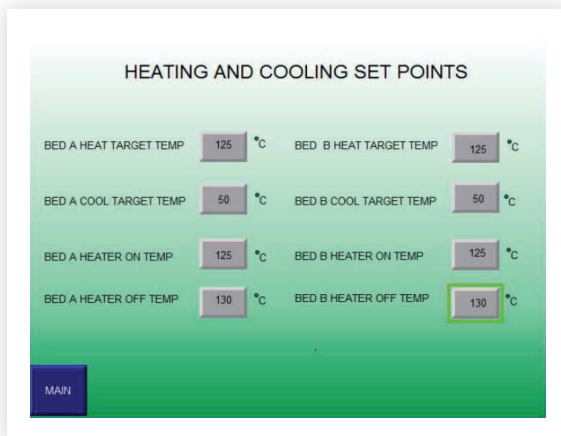 HEATING AND COOLING SET POINTS
BED A HEAT TARGET TEMP 125 °C BED B HEAT TARGET TEMP 125 °C
BED A COOL TARGET TEMP 50 °C BED B COOL TARGET TEMP 50 °C
BED A HEATER ON TEMP 125 °C BED B HEATER ON TEMP 125 °C
BED A HEATER OFF TEMP 130 °C BED B HEATER OFF TEMP 130 °C
MAIN